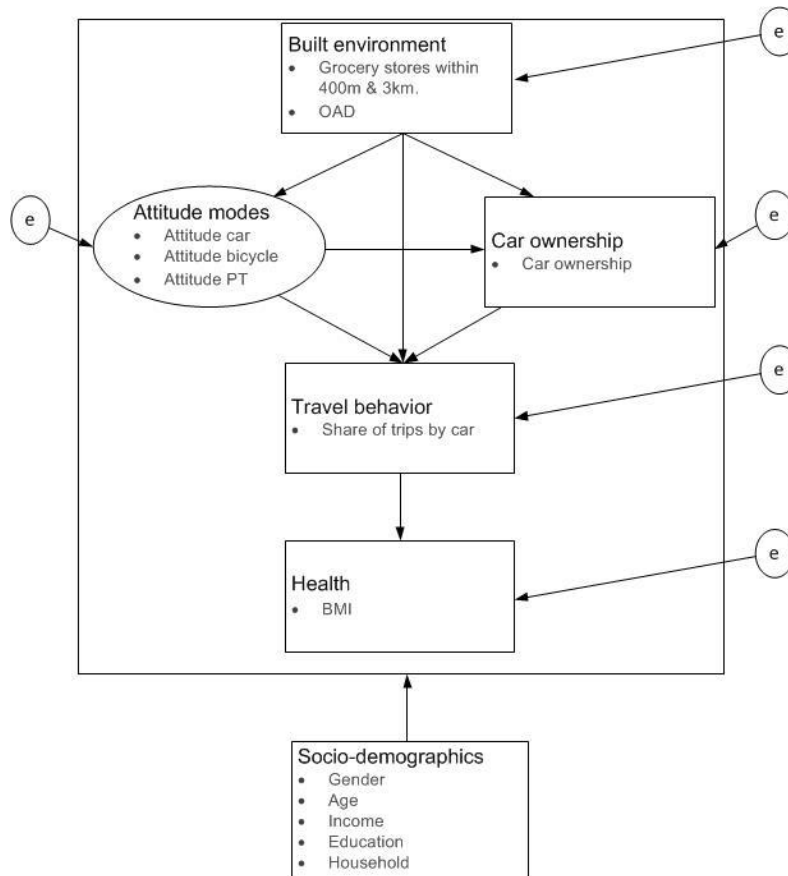 Built environment
• Grocery stores within
400m & 3km.
• OAD
e
Attitude modes
• Attitude car
• Attitude bicycle
• Attitude PT
e
Car ownership
• Car ownership
e
Travel behavior
• Share of trips by car
e
Health
• BMI
e
Socio-demographics
• Gender
• Age
• Income
• Education
• Household